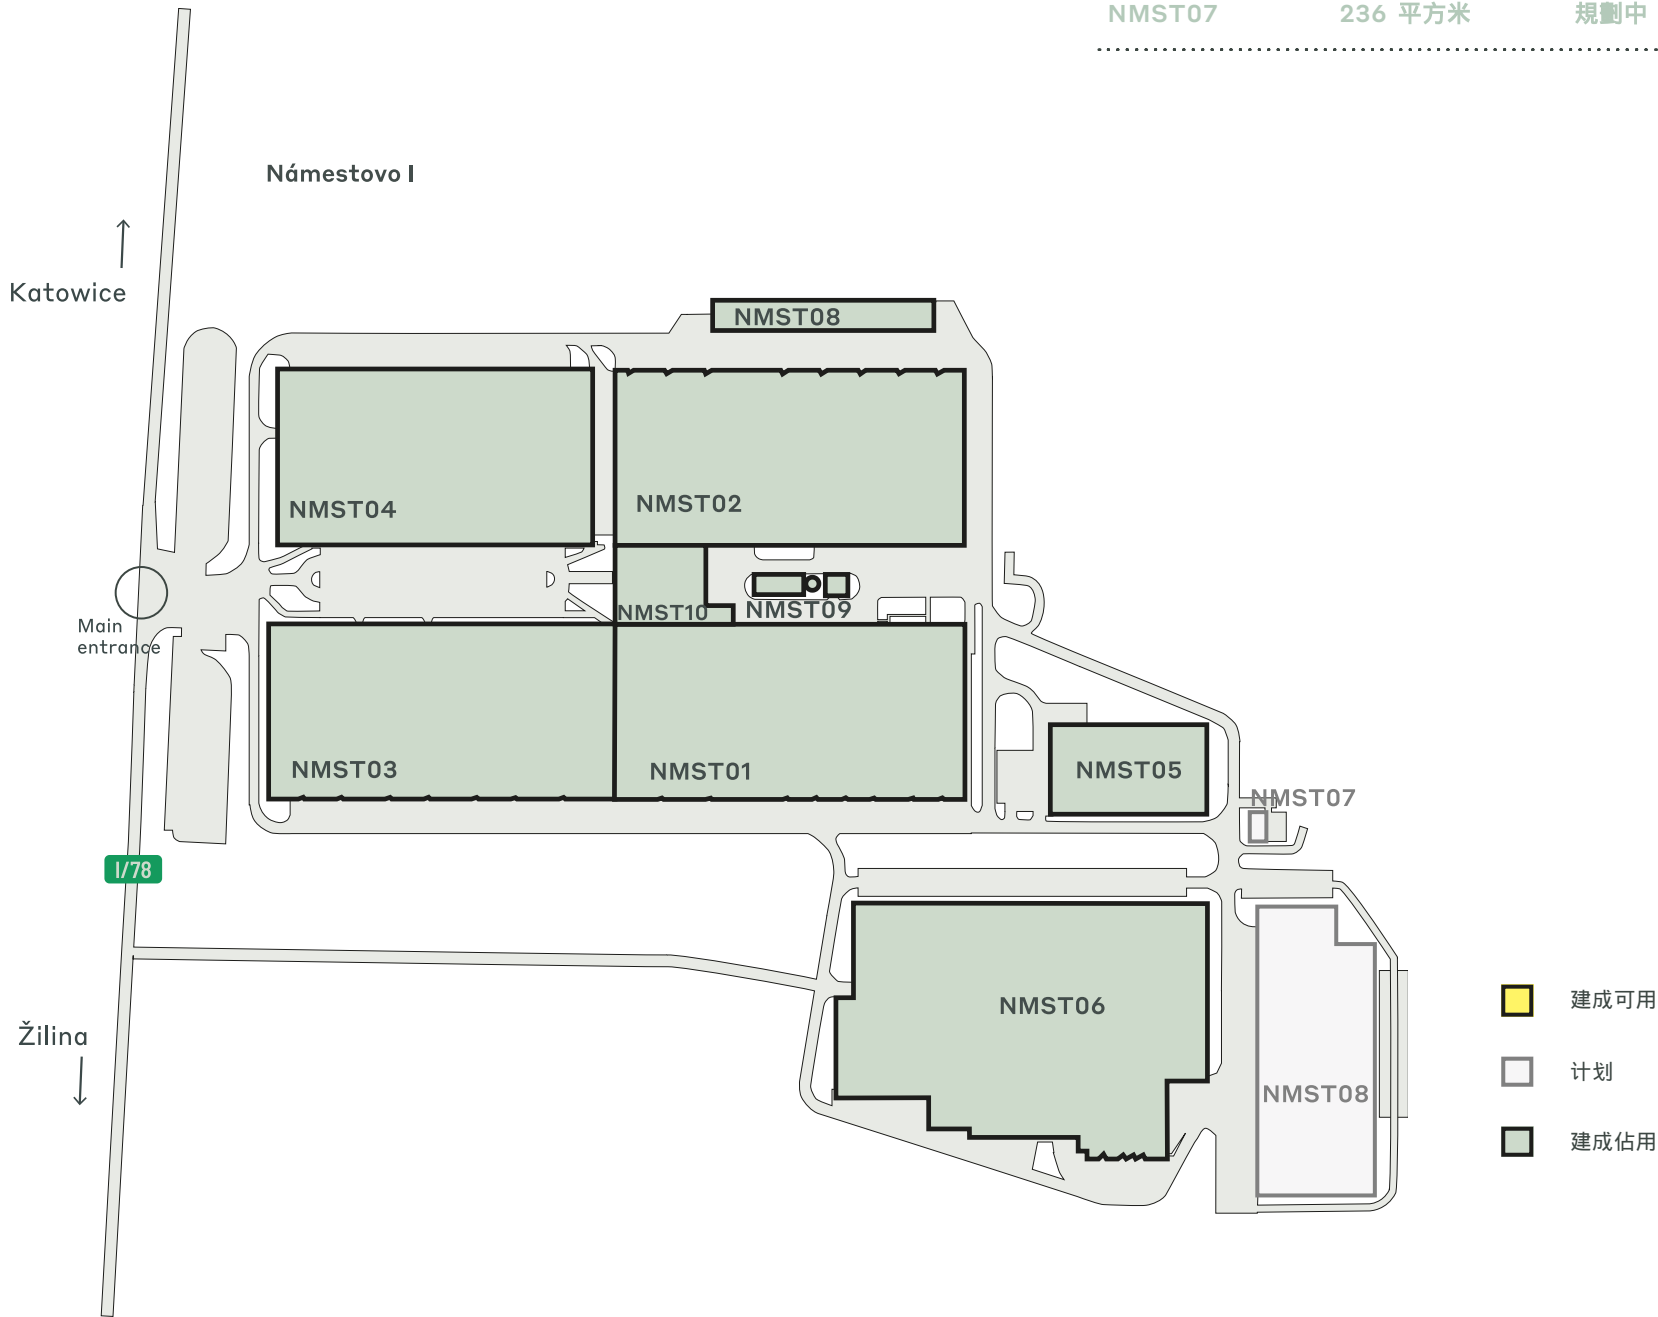 NMST07 236 平方米 規劃中
Námestovo I
Katowice
NMST08
NMST04
NMST02
NMST10
NMST09
Main
entrance
NMST03
NMST01
NMST05
NMST07
I/78
NMST06
建成可用
Žilina
计划
NMST08
建成佔用